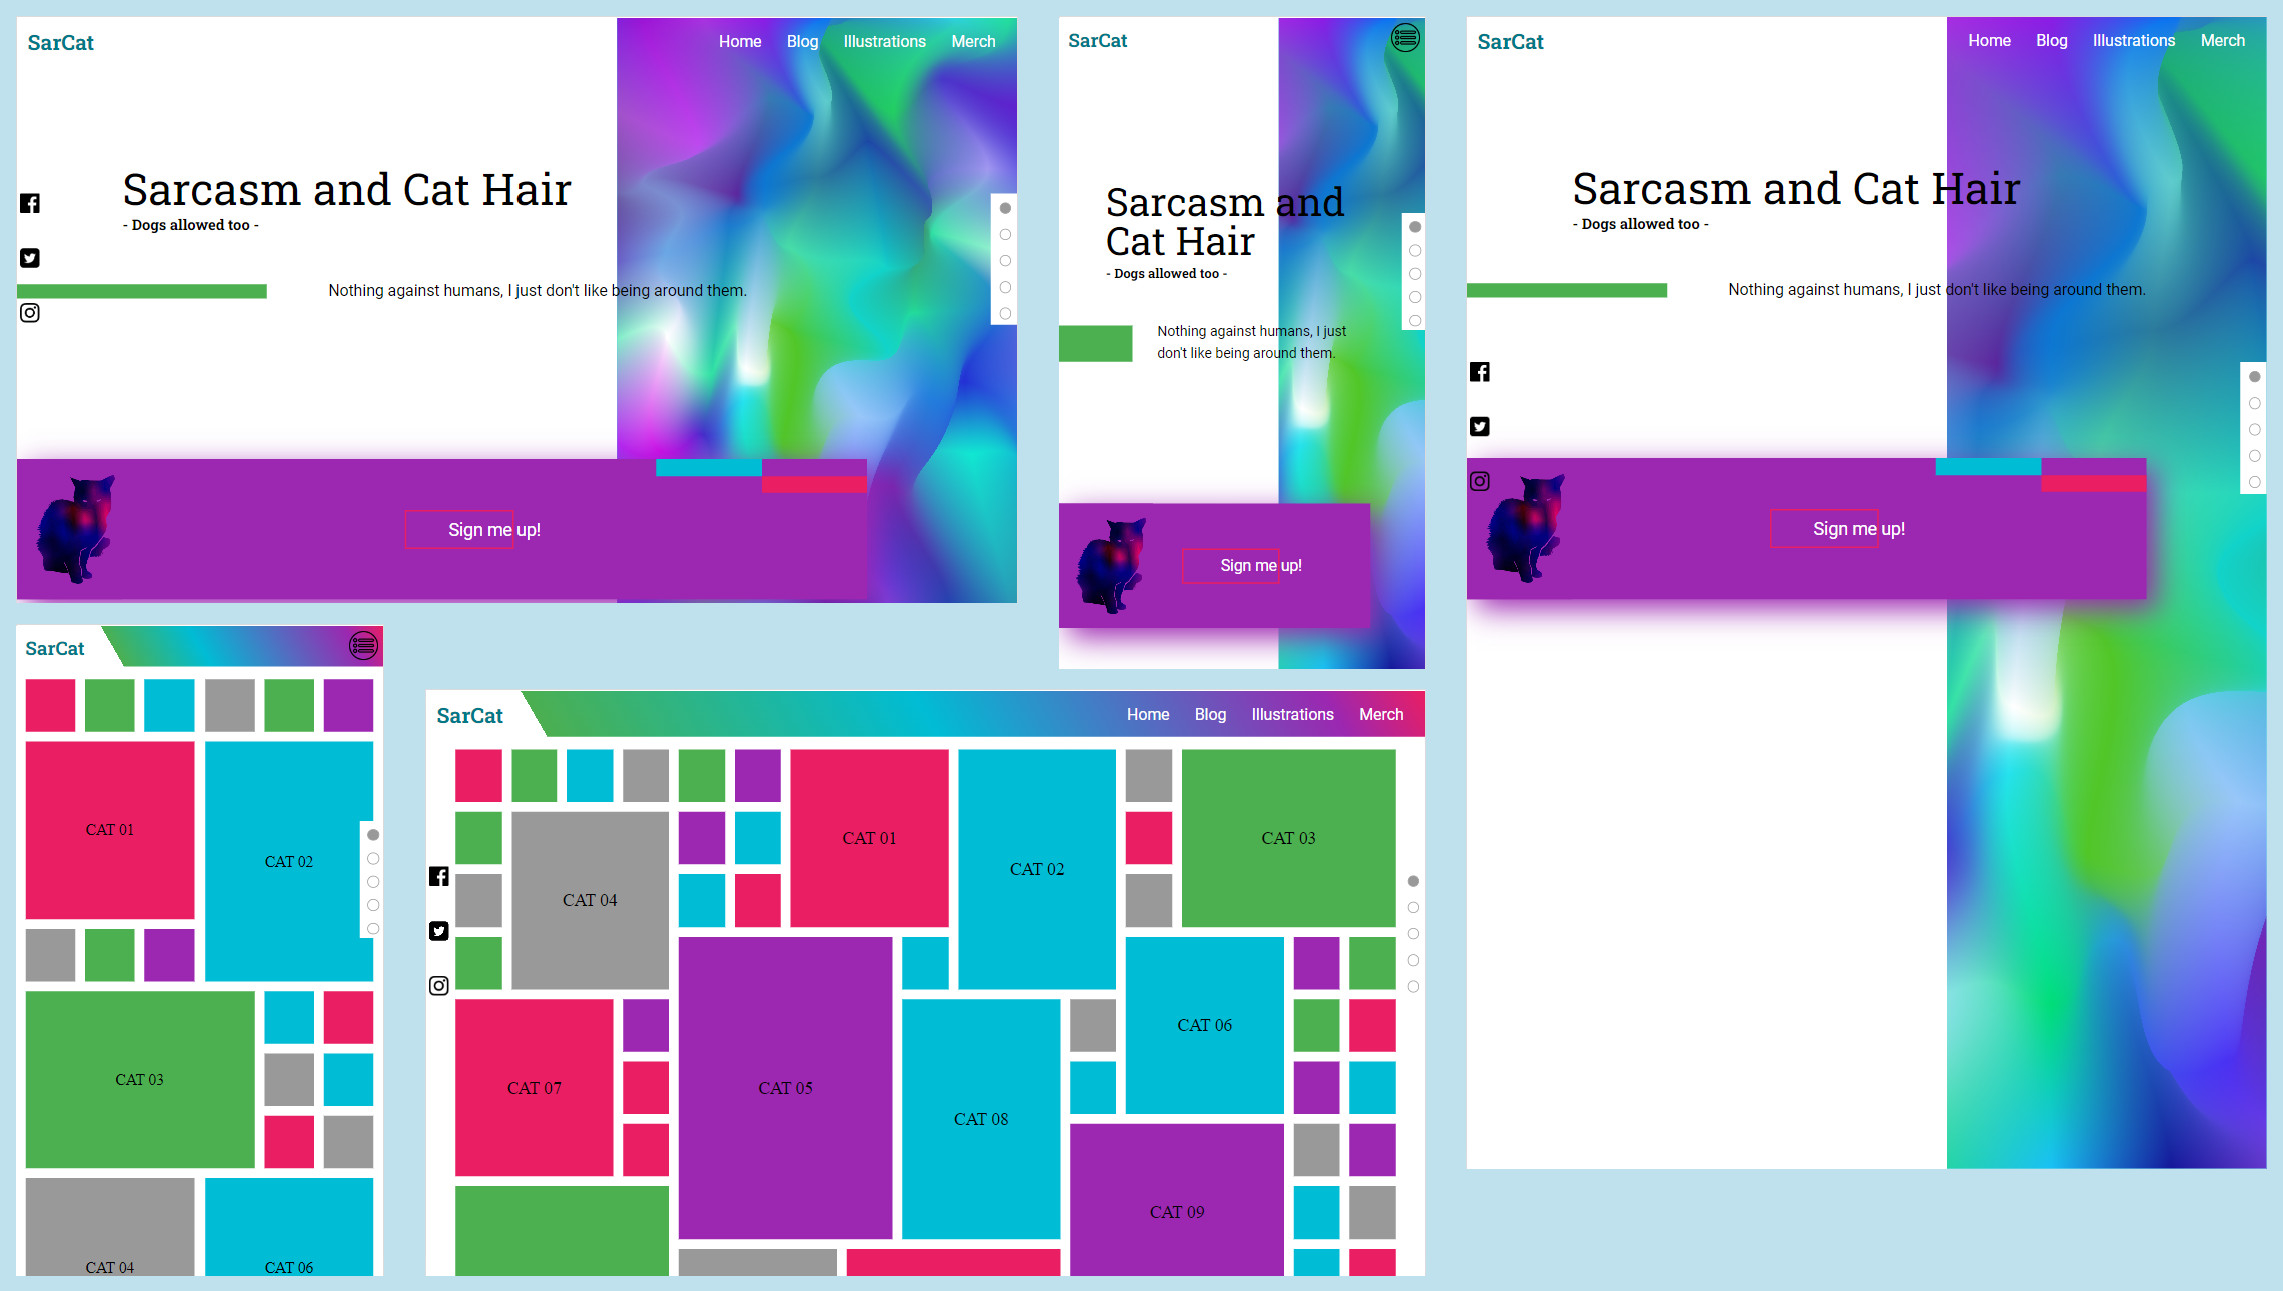 SarCat
Home Blog Illustrations Merch
Sarcasm and Cat Hair
- Dogs allowed too -
Nothing against humans, I just don't like being around them.
Sign me up!
SarCat
Sarcasm and
Cat Hair
- Dogs allowed too -
Nothing against humans, I just
don't like being around them.
Sign me up!
SarCat
Home Blog Illustrations Merch
Sarcasm and Cat Hair
- Dogs allowed too -
Nothing against humans, I just don't like being around them.
Sign me up!
SarCat
CAT 01
CAT 02
CAT 03
CAT 04
CAT 06
SarCat
Home Blog Illustrations Merch
CAT 01
CAT 03
CAT 02
CAT 04
CAT 06
CAT 07
CAT 05
CAT 08
CAT 09